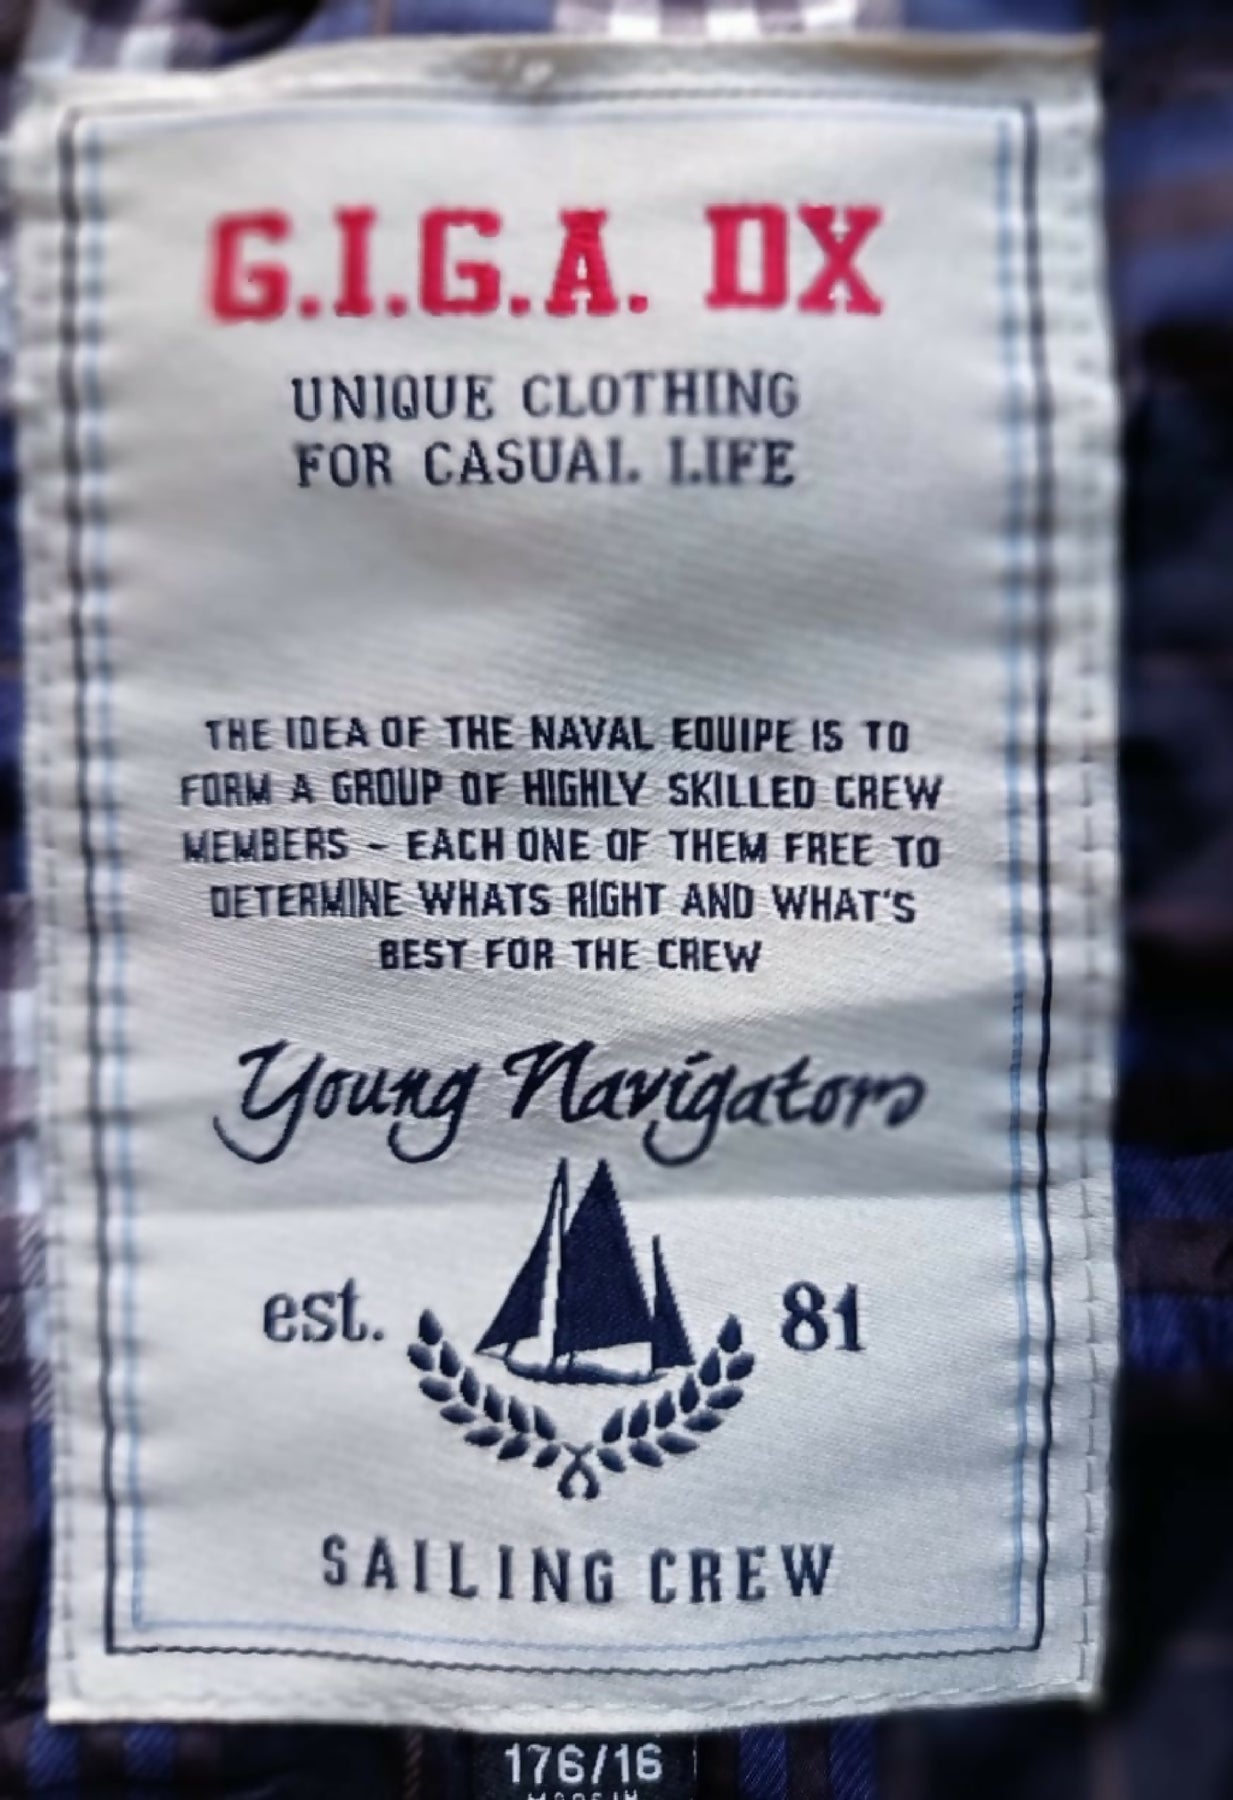 G.I.G.A. DX
UNIQUE CLOTHING
FOR CASUAL LIFE
THE IDEA OF THE NAVAL EQUIPE IS TO
FORM A GROUP OF HIGHLY SKILLED CREW
MEMBERS - EACH ONE OF THEM FREE TO
DETERMINE WHATS RIGHT AND WHAT'S
BEST FOR THE CREW
Young Navigators
est. 81
SAILING CREW
176/16
MADE IN